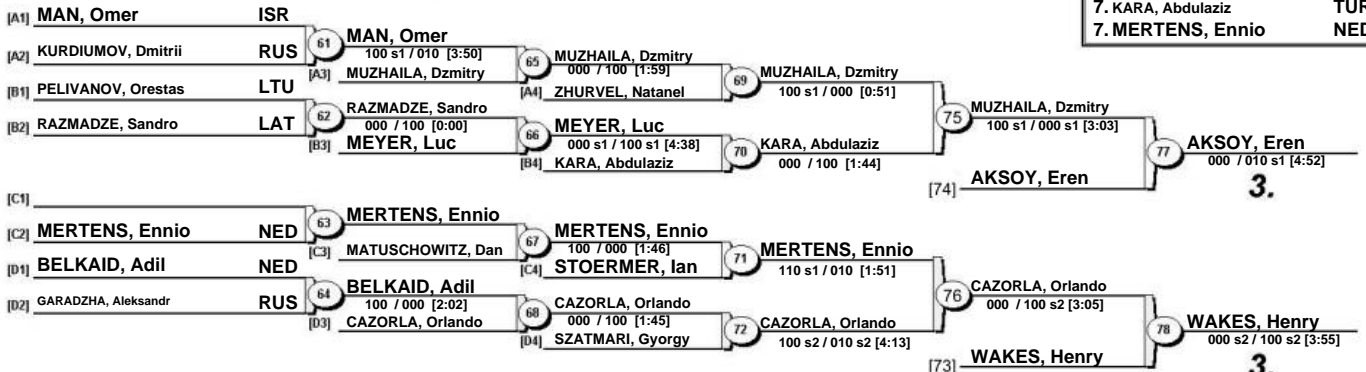 7. KARA, Abdulaziz TUR
7. MERTENS, Ennio NED
[A1] MAN, Omer ISR
[A2] KURDIUMOV, Dmitrii RUS
61
MAN, Omer
100 s1 / 010 [3:50]
[A3] MUZHAILA, Dzmitry
65
MUZHAILA, Dzmitry
000 / 100 [1:59]
[A4] ZHURVEL, Natanel
69
MUZHAILA, Dzmitry
100 s1 / 000 [0:51]
[B1] PELIVANOV, Orestas LTU
[B2] RAZMADZE, Sandro LAT
62
RAZMADZE, Sandro
000 / 100 [0:00]
[B3] MEYER, Luc
66
MEYER, Luc
000 s1 / 100 s1 [4:38]
[B4] KARA, Abdulaziz
70
KARA, Abdulaziz
000 / 100 [1:44]
75
MUZHAILA, Dzmitry
100 s1 / 000 s1 [3:03]
[74] AKSOY, Eren
77
AKSOY, Eren
000 / 010 s1 [4:52]
3.
[C1]
[C2] MERTENS, Ennio NED
63
MERTENS, Ennio
[C3] MATUSCHOWITZ, Dan
67
MERTENS, Ennio
100 / 000 [1:46]
[C4] STOERMER, Ian
71
MERTENS, Ennio
110 s1 / 010 [1:51]
[D1] BELKAID, Adil NED
[D2] GARADZHA, Aleksandr RUS
64
BELKAID, Adil
100 / 000 [2:02]
[D3] CAZORLA, Orlando
68
CAZORLA, Orlando
000 / 100 [1:45]
[D4] SZATMARI, Gyorgy
72
CAZORLA, Orlando
100 s2 / 010 s2 [4:13]
76
CAZORLA, Orlando
000 / 100 s2 [3:05]
[73] WAKES, Henry
78
WAKES, Henry
000 s2 / 100 s2 [3:55]
3.